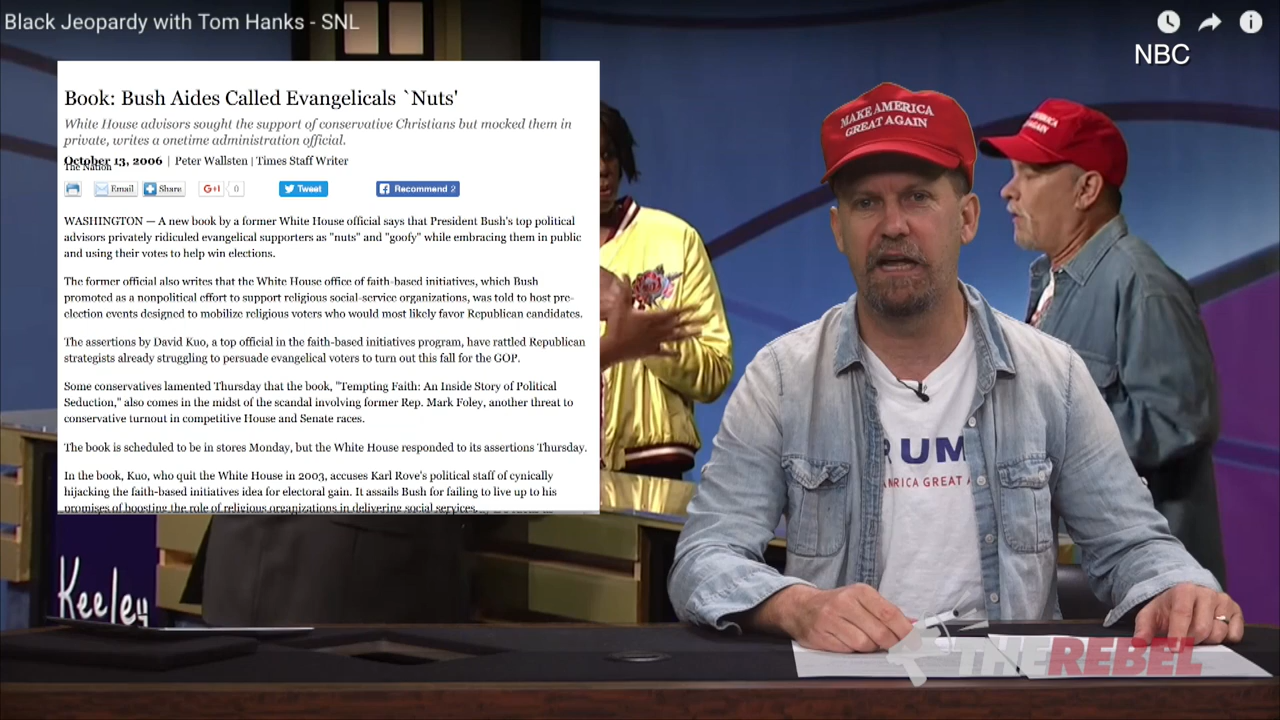 Black Jeopardy with Tom Hanks - SNL
NBC
Book: Bush Aides Called Evangelicals `Nuts'
White House advisors sought the support of conservative Christians but mocked them in
private, writes a onetime administration official.
October 13, 2006 | Peter Wallsten | Times Staff Writer
The Nation
Email
Share
G+1
0
Tweet
Recommend 2
WASHINGTON — A new book by a former White House official says that President Bush's top political
advisors privately ridiculed evangelical supporters as "nuts" and "goofy" while embracing them in public
and using their votes to help win elections.
The former official also writes that the White House office of faith-based initiatives, which Bush
promoted as a nonpolitical effort to support religious social-service organizations, was told to host pre-
election events designed to mobilize religious voters who would most likely favor Republican candidates.
The assertions by David Kuo, a top official in the faith-based initiatives program, have rattled Republican
strategists already struggling to persuade evangelical voters to turn out this fall for the GOP.
Some conservatives lamented Thursday that the book, "Tempting Faith: An Inside Story of Political
Seduction," also comes in the midst of the scandal involving former Rep. Mark Foley, another threat to
conservative turnout in competitive House and Senate races.
The book is scheduled to be in stores Monday, but the White House responded to its assertions Thursday.
In the book, Kuo, who quit the White House in 2003, accuses Karl Rove's political staff of cynically
hijacking the faith-based initiatives idea for electoral gain. It assails Bush for failing to live up to his
promises of boosting the role of religious organizations in delivering social services.
MAKE AMERICA
GREAT AGAIN
RUM
GREAT
Keeley
THE REBEL